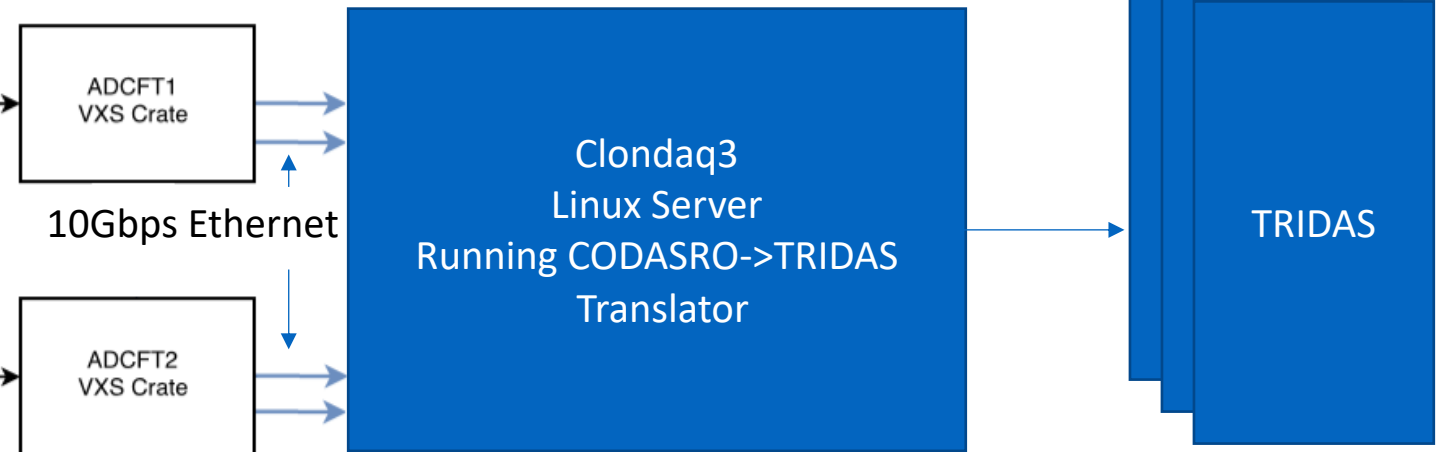 ADCFT1
VXS Crate
10Gbps Ethernet
ADCFT2
VXS Crate
Clondaq3
Linux Server
Running CODASRO->TRIDAS
Translator
TRIDAS